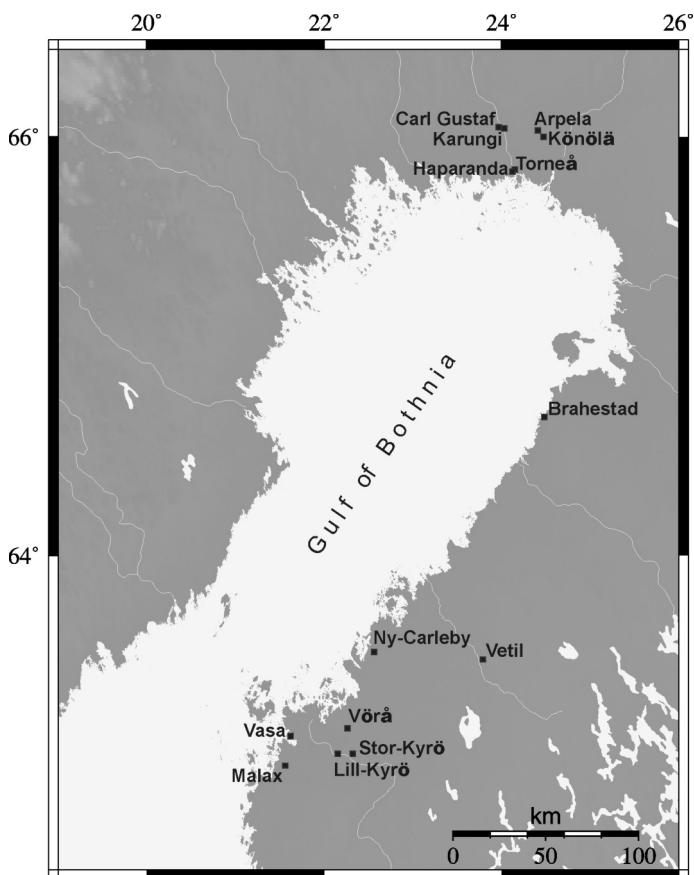 20°
22°
24°
26°
Carl Gustaf
Arpela
66°
Karungi
Könölä
Haparanda
Torneå
Brahestad
Gulf of Bothnia
64°
Ny-Carleby
Vetil
Vörå
Vasa
Stor-Kyrö
Lill-Kyrö
Malax
km
0 50 100